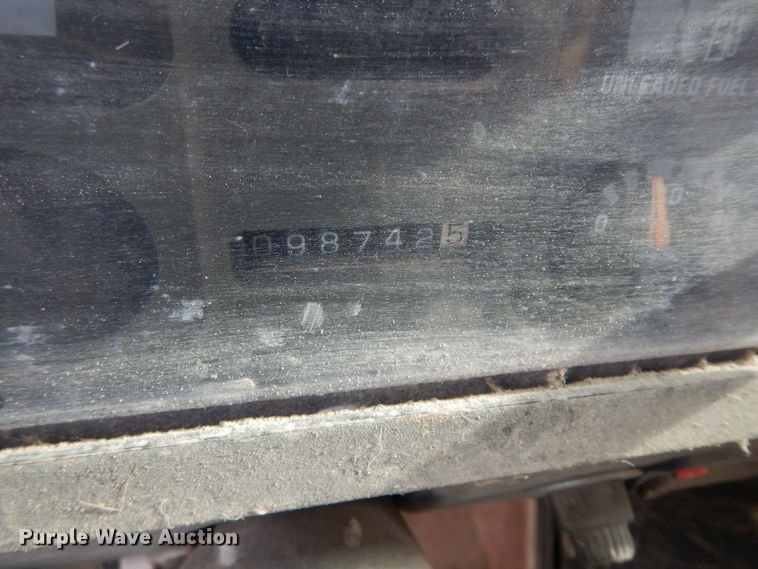 UNLEADED FUEL
0987425
0
Purple Wave Auction